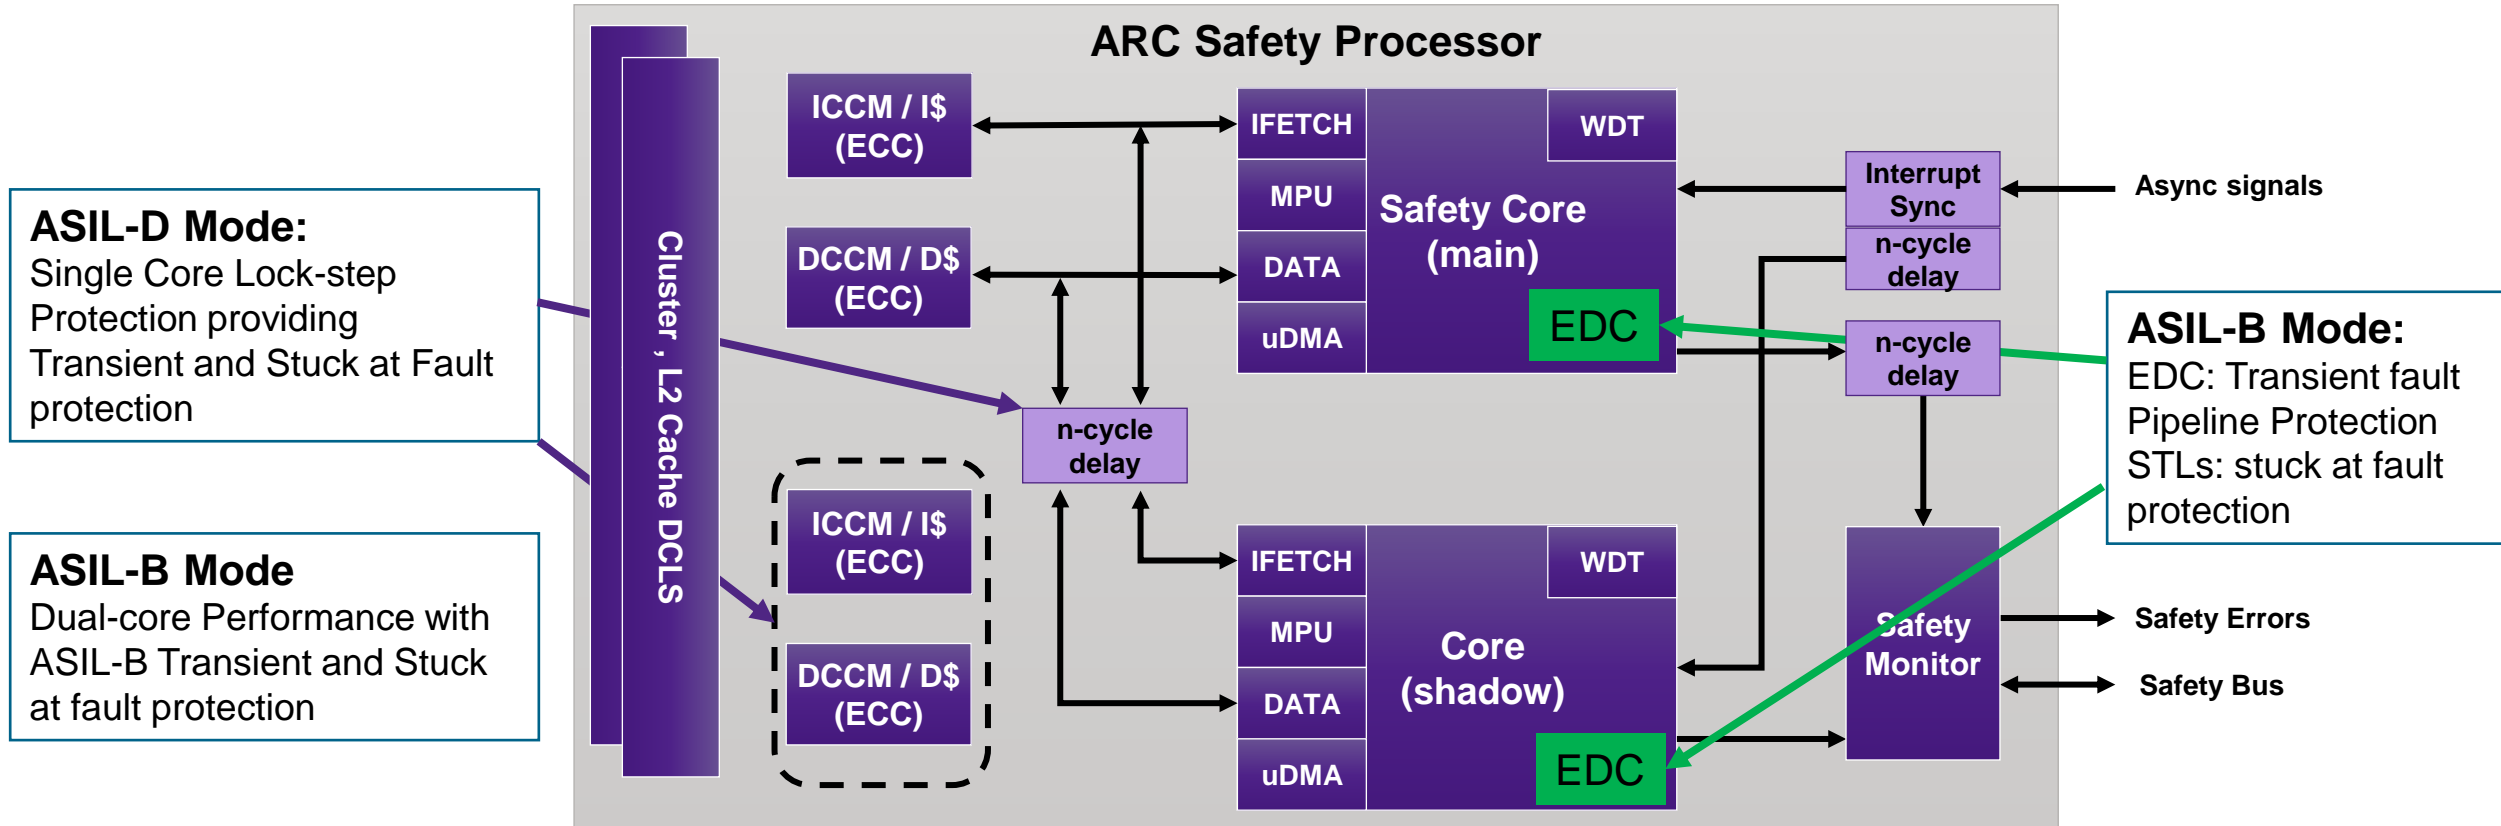 ARC Safety Processor
ASIL-D Mode:
Single Core Lock-step
Protection providing
Transient and Stuck at Fault
protection
ASIL-B Mode
Dual-core Performance with
ASIL-B Transient and Stuck
at fault protection
Cluster , L2 Cache DCLS
ICCM / I$
(ECC)
DCCM / D$
(ECC)
ICCM / I$
(ECC)
DCCM / D$
(ECC)
n-cycle
delay
IFETCH
MPU
DATA
uDMA
WDT
Safety Core
(main)
EDC
IFETCH
MPU
DATA
uDMA
WDT
Core
(shadow)
EDC
Interrupt
Sync
n-cycle
delay
n-cycle
delay
Safety
Monitor
Async signals
ASIL-B Mode:
EDC: Transient fault
Pipeline Protection
STLs: stuck at fault
protection
Safety Errors
Safety Bus